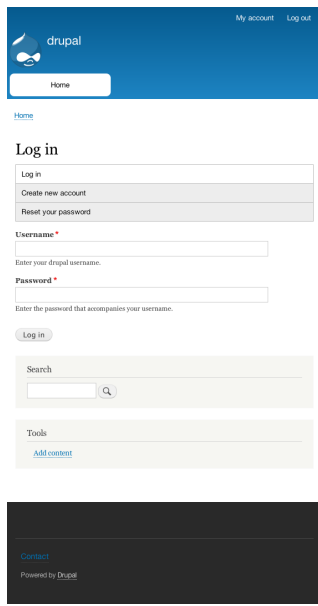 My account Log out
drupal
Home
Home
Log in
Log in
Create new account
Reset your password
Username*
Enter your drupal username.
Password*
Enter the password that accompanies your username.
Log in
Search
Tools
Add content
Contact
Powered by Drupal